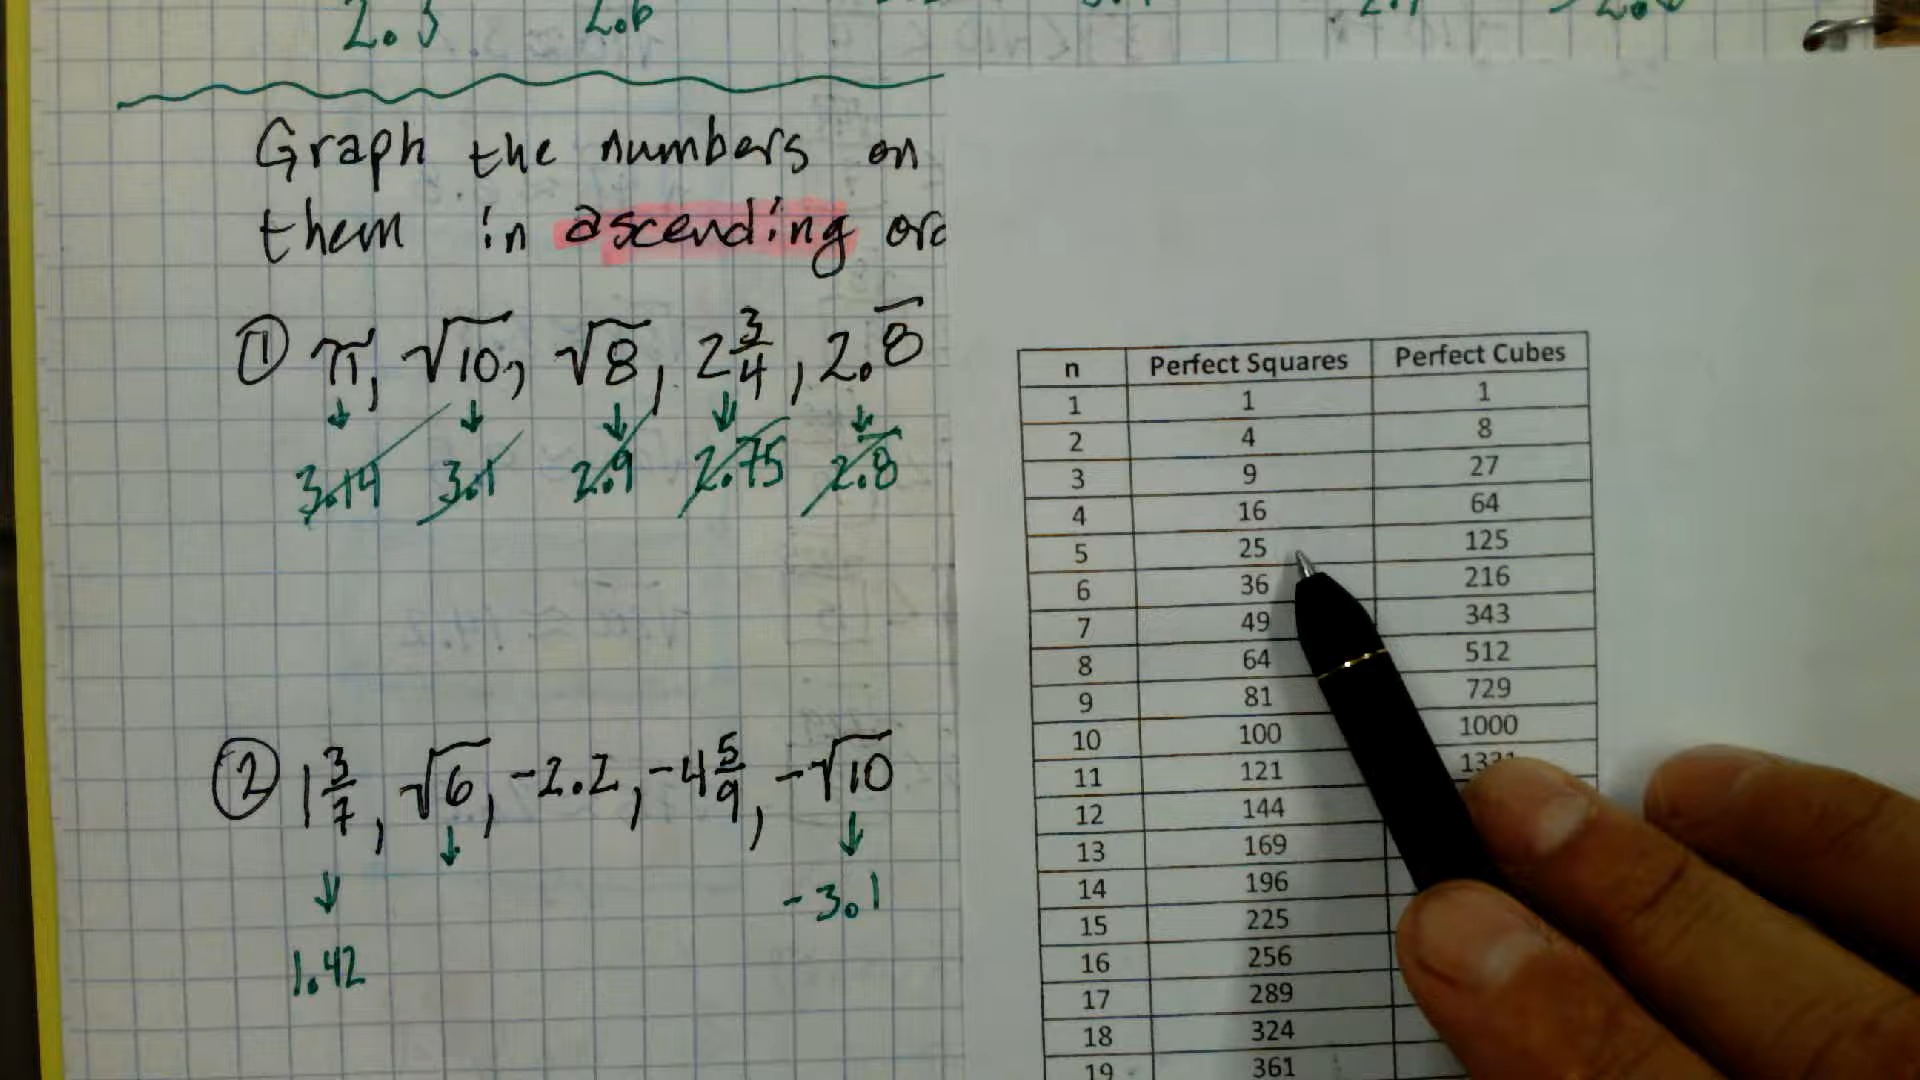 2.3 2.6
Graph the numbers on
them in ascending
① π, √10, √8, 2 3/4, 2.8̅
3.14 3.1 2.9 2.75 2.8̅
② 1 3/7, √6, -2.2, -4 5/9, -√10
-3.1
1.42
n Perfect Squares Perfect Cubes
1 1 1
2 4 8
3 9 27
4 16 64
5 25 125
6 36 216
7 49 343
8 64 512
9 81 729
10 100 1000
11 121
12 144
13 169
14 196
15 225
16 256
17 289
18 324
19 361